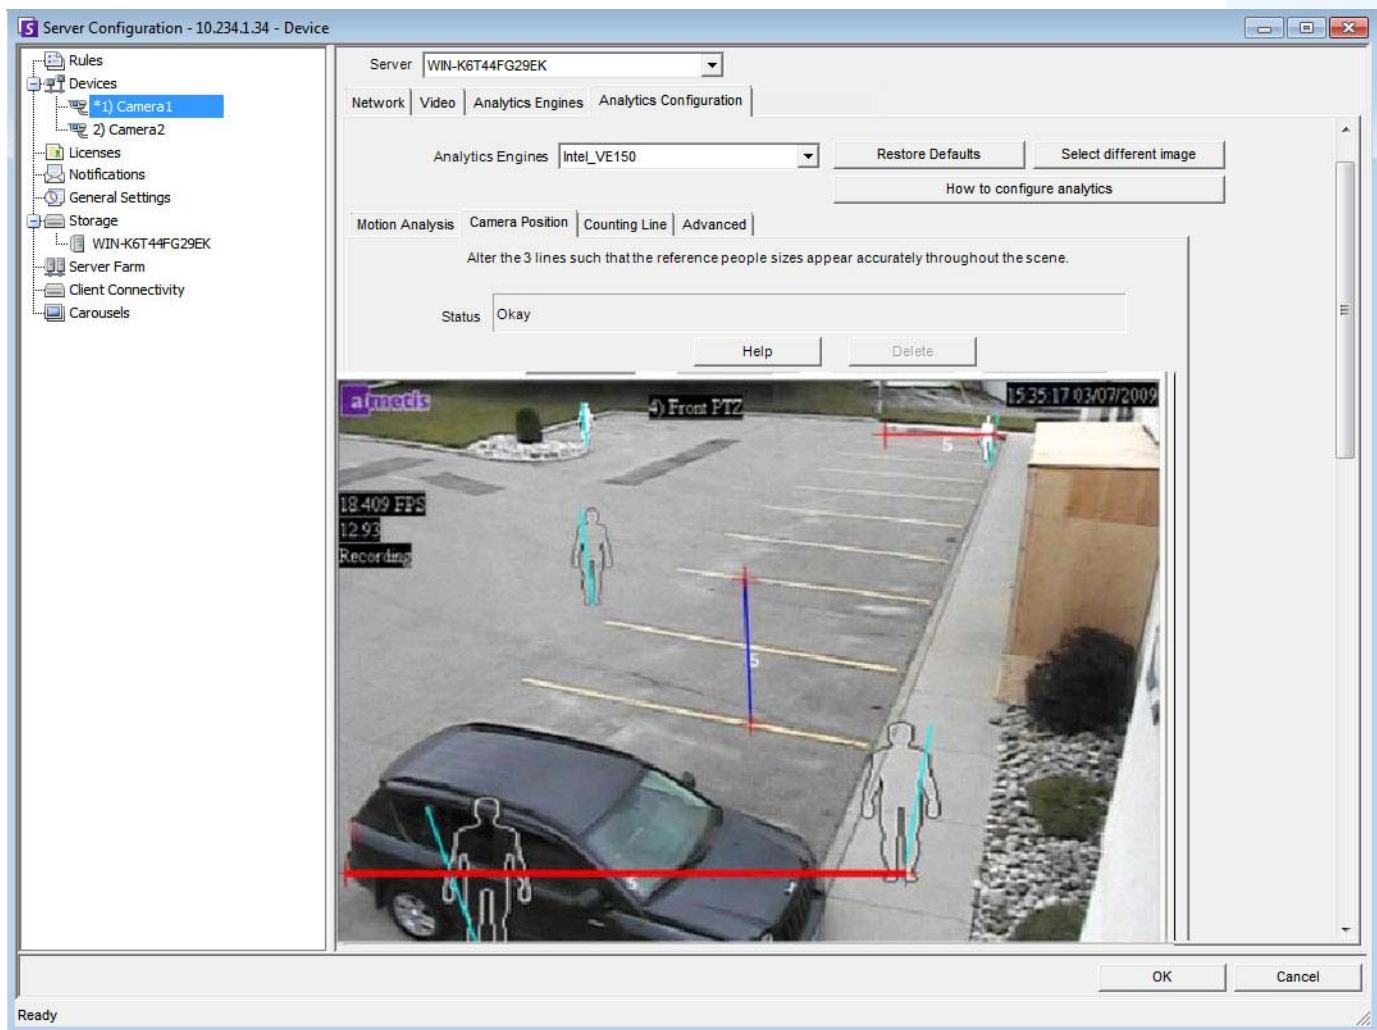 Server Configuration - 10.234.1.34 - Device
Rules
Devices
*1) Camera1
2) Camera2
Licenses
Notifications
General Settings
Storage
WIN-K6T44FG29EK
Server Farm
Client Connectivity
Carousels
Server WIN-K6T44FG29EK
Network Video Analytics Engines Analytics Configuration
Analytics Engines Intel_VE150 Restore Defaults Select different image
How to configure analytics
Motion Analysis Camera Position Counting Line Advanced
Alter the 3 lines such that the reference people sizes appear accurately throughout the scene.
Status Okay
Help Delete
aimetis 4) Front PTZ 15:35:17 03/07/2009
5
18.409 FPS
12.93
Recording
5
5
OK Cancel
Ready